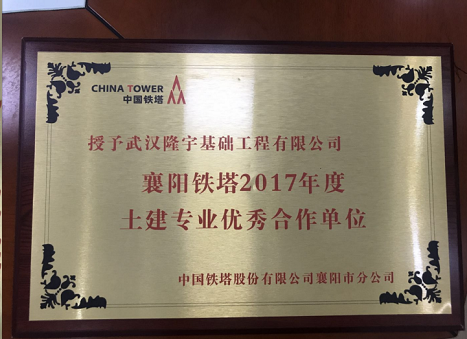 CHINA TOWER
中国铁塔
授予武汉隆宇基础工程有限公司
襄阳铁塔2017年度
土建专业优秀合作单位
中国铁塔股份有限公司襄阳市分公司